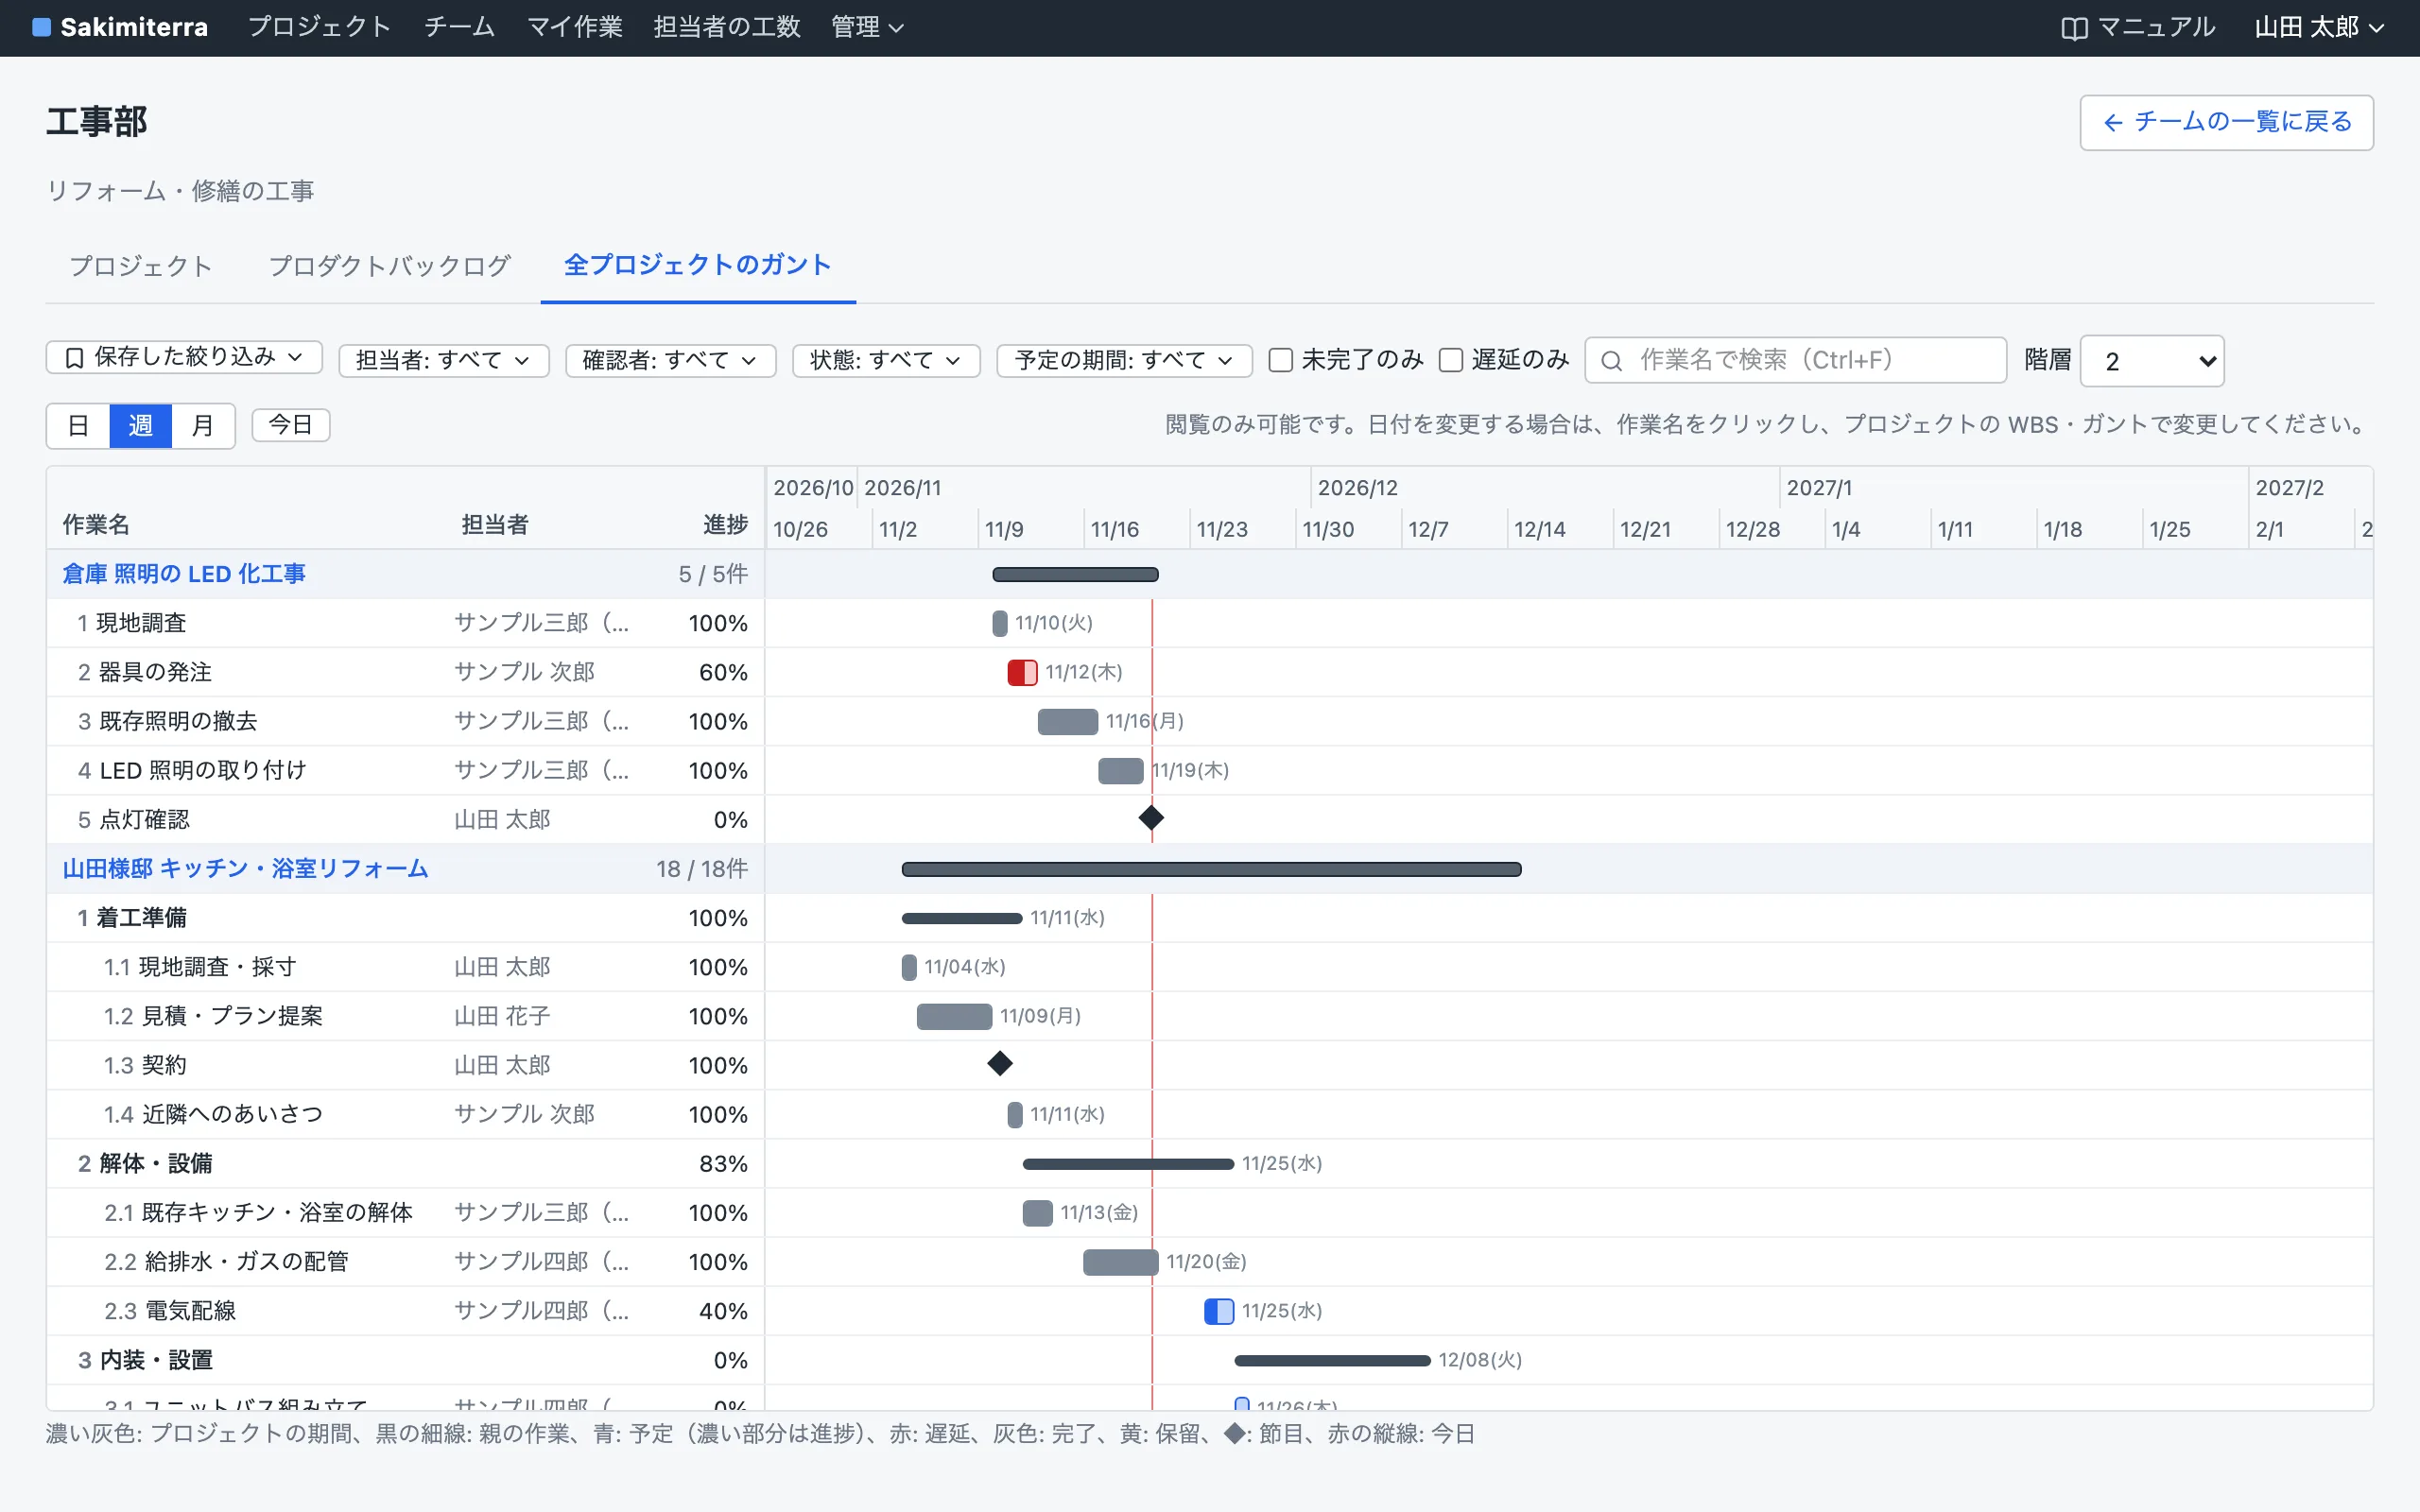 Sakimiterra プロジェクト チーム マイ作業 担当者の工数 管理 マニュアル 山田 太郎
工事部
← チームの一覧に戻る
リフォーム・修繕の工事
プロジェクト プロダクトバックログ 全プロジェクトのガント
保存した絞り込み 担当者: すべて 確認者: すべて 状態: すべて 予定の期間: すべて 未完了のみ 遅延のみ 作業名で検索（Ctrl+F） 階層 2
日 週 月 今日 閲覧のみ可能です。日付を変更する場合は、作業名をクリックし、プロジェクトの WBS・ガントで変更してください。
2026/10 2026/11 2026/12 2027/1 2027/2
作業名 担当者 進捗 10/26 11/2 11/9 11/16 11/23 11/30 12/7 12/14 12/21 12/28 1/4 1/11 1/18 1/25 2/1 2
倉庫 照明の LED 化工事 5 / 5件
1 現地調査 サンプル三郎（... 100% 11/10(火)
2 器具の発注 サンプル 次郎 60% 11/12(木)
3 既存照明の撤去 サンプル三郎（... 100% 11/16(月)
4 LED 照明の取り付け サンプル三郎（... 100% 11/19(木)
5 点灯確認 山田 太郎 0%
山田様邸 キッチン・浴室リフォーム 18 / 18件
1 着工準備 100% 11/11(水)
1.1 現地調査・採寸 山田 太郎 100% 11/04(水)
1.2 見積・プラン提案 山田 花子 100% 11/09(月)
1.3 契約 山田 太郎 100%
1.4 近隣へのあいさつ サンプル 次郎 100% 11/11(水)
2 解体・設備 83% 11/25(水)
2.1 既存キッチン・浴室の解体 サンプル三郎（... 100% 11/13(金)
2.2 給排水・ガスの配管 サンプル四郎（... 100% 11/20(金)
2.3 電気配線 サンプル四郎（... 40% 11/25(水)
3 内装・設置 0% 12/08(火)
3.1 ユニットバス組み立て サンプル四郎（ 0% 11/26(木)
濃い灰色: プロジェクトの期間、黒の細線: 親の作業、青: 予定（濃い部分は進捗）、赤: 遅延、灰色: 完了、黄: 保留、◆: 節目、赤の縦線: 今日